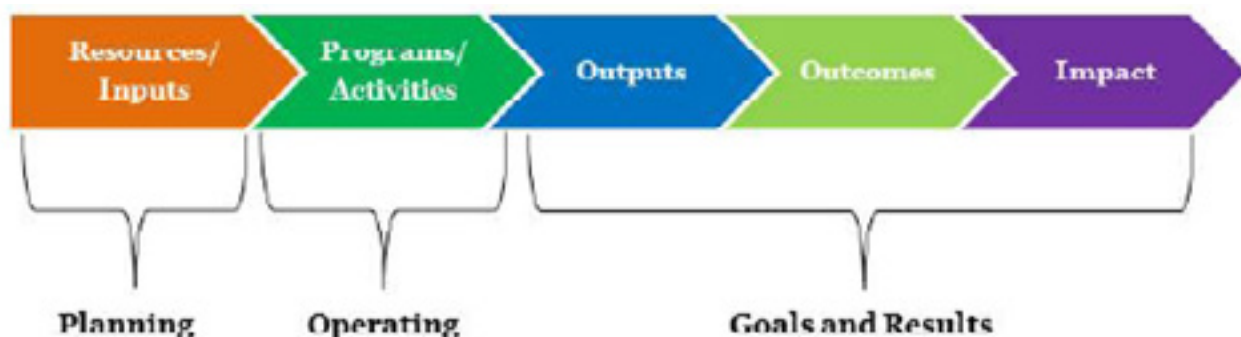 Resources/
Inputs
Programs/
Activities
Outputs
Outcomes
Impact
Planning
Operating
Goals and Results